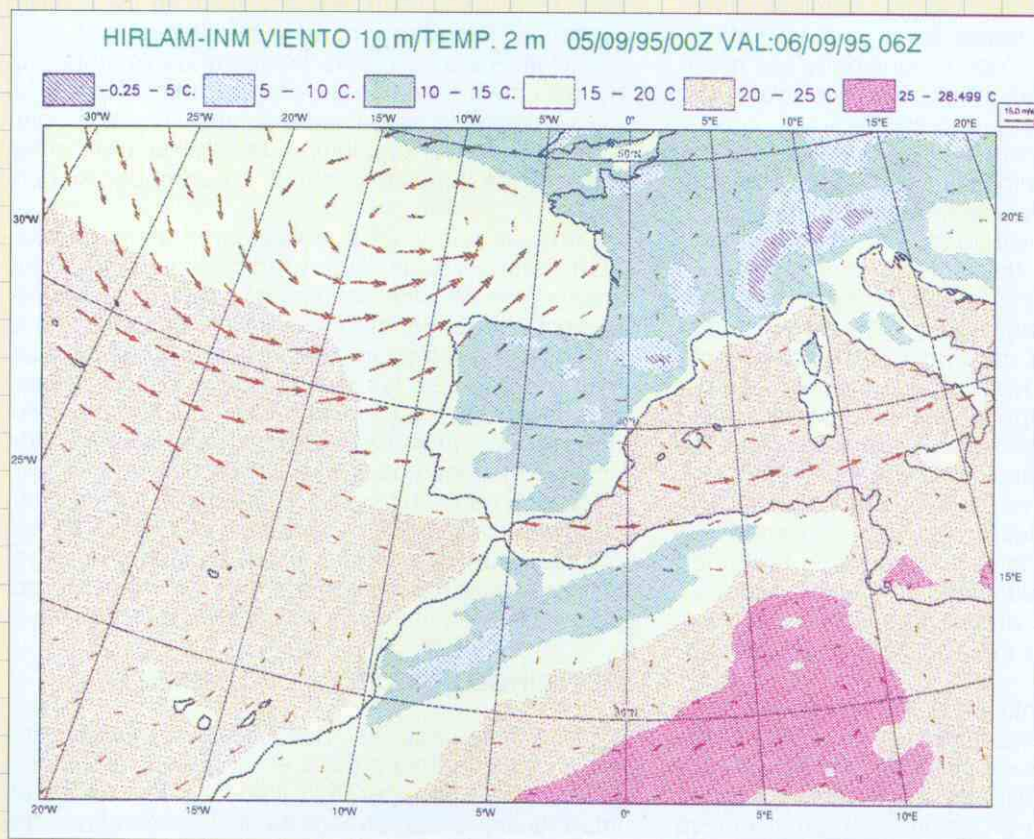 HIRLAM-INM VIENTO 10 m/TEMP. 2 m 05/09/95/00Z VAL:06/09/95 06Z
-0.25 - 5 C. 5 - 10 C. 10 - 15 C. 15 - 20 C 20 - 25 C 25 - 28.499 C
30°W 25°W 20°W 15°W 10°W 5°W 0° 5°E 10°E 15°E 20°E
50°N
30°W 20°E
25°W
15°E
20°W 15°W 10°W 5°W 0° 5°E 10°E